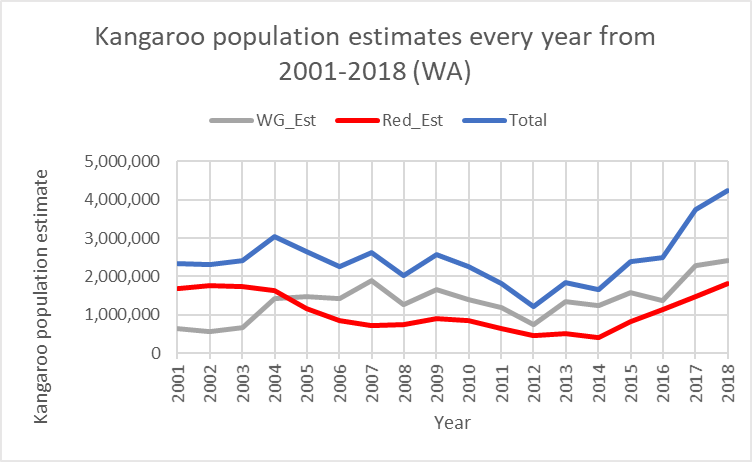 Kangaroo population estimates every year from
2001-2018 (WA)
WG_Est Red_Est Total
Kangaroo population estimate
5,000,000
4,000,000
3,000,000
2,000,000
1,000,000
0
2001 2002 2003 2004 2005 2006 2007 2008 2009 2010 2011 2012 2013 2014 2015 2016 2017 2018
Year